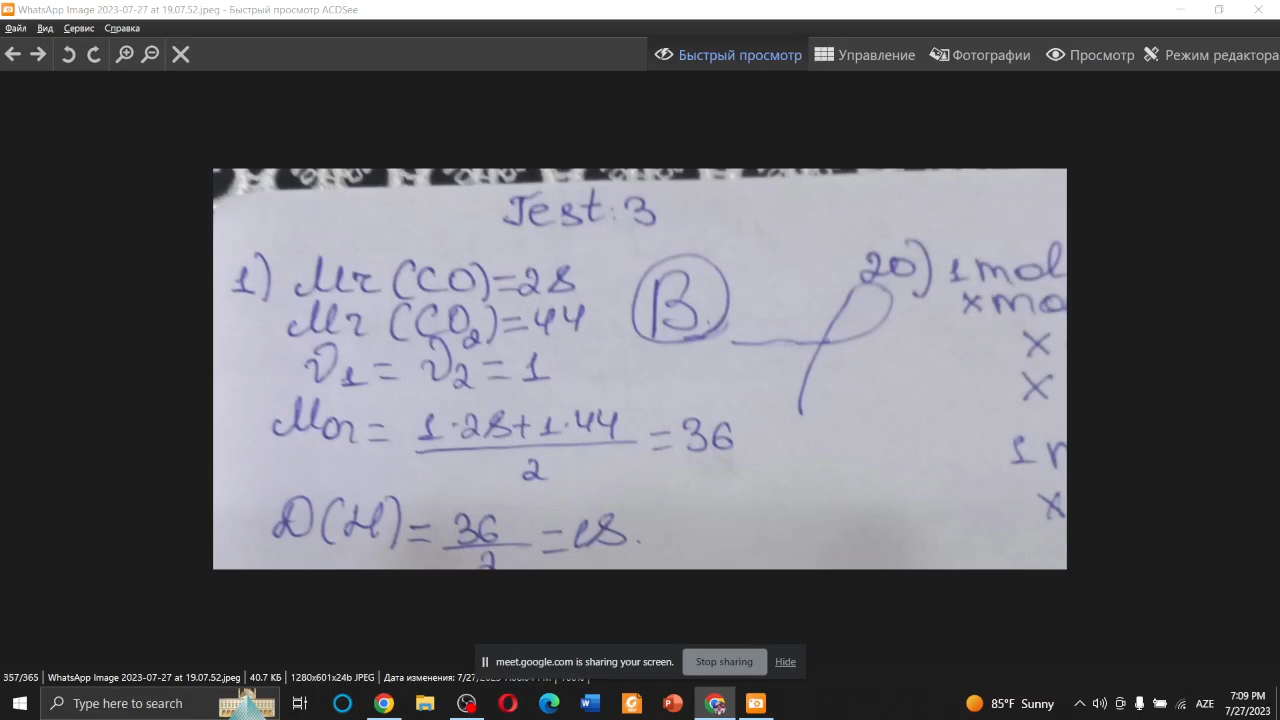 WhatsApp Image 2023-07-27 at 19.07.52.jpeg - Быстрый просмотр ACDSee
Файл Вид Сервис Справка
Быстрый просмотр Управление Фотографии Просмотр Режим редактора
Test: 3
1) Mr (CO)=28
Mr (CO2)=44
B.
ν1 = ν2 = 1
Mor = 1·28+1·44 / 2 = 36
D(H)= 36 / 2 = 18.
20) 1 mol
x mo
x
x
1 m
x
meet.google.com is sharing your screen. Stop sharing Hide
357/363 WhatsApp Image 2023-07-27 at 19.07.52.jpeg 40.7 КБ 1280x601x24b JPEG Дата изменения: 7/27/2023
Type here to search
85°F Sunny
AZE
7:09 PM
7/27/2023